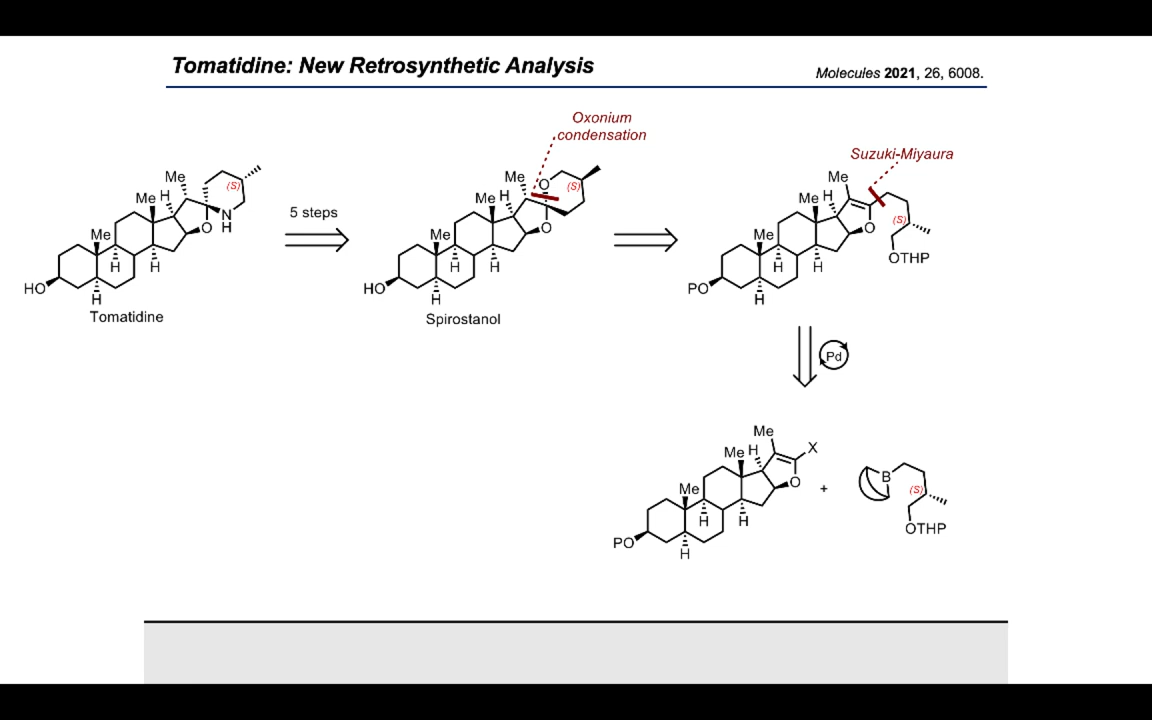 Tomatidine: New Retrosynthetic Analysis
Molecules 2021, 26, 6008.
Oxonium
condensation
Suzuki-Miyaura
Me
(S)
Me
H
O
N
H
Me
H
H
HO
H
Tomatidine
5 steps
Me
O
(S)
Me
H
O
Me
H
H
HO
H
Spirostanol
Me
Me
H
O
(S)
Me
H
H
OTHP
PO
H
Pd
Me
X
Me
H
O
Me
H
H
PO
H
+
B
(S)
OTHP